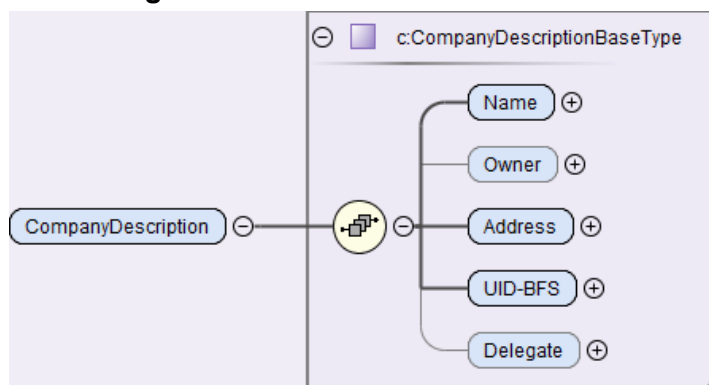 c:CompanyDescriptionBaseType
Name
Owner
CompanyDescription
Address
UID-BFS
Delegate